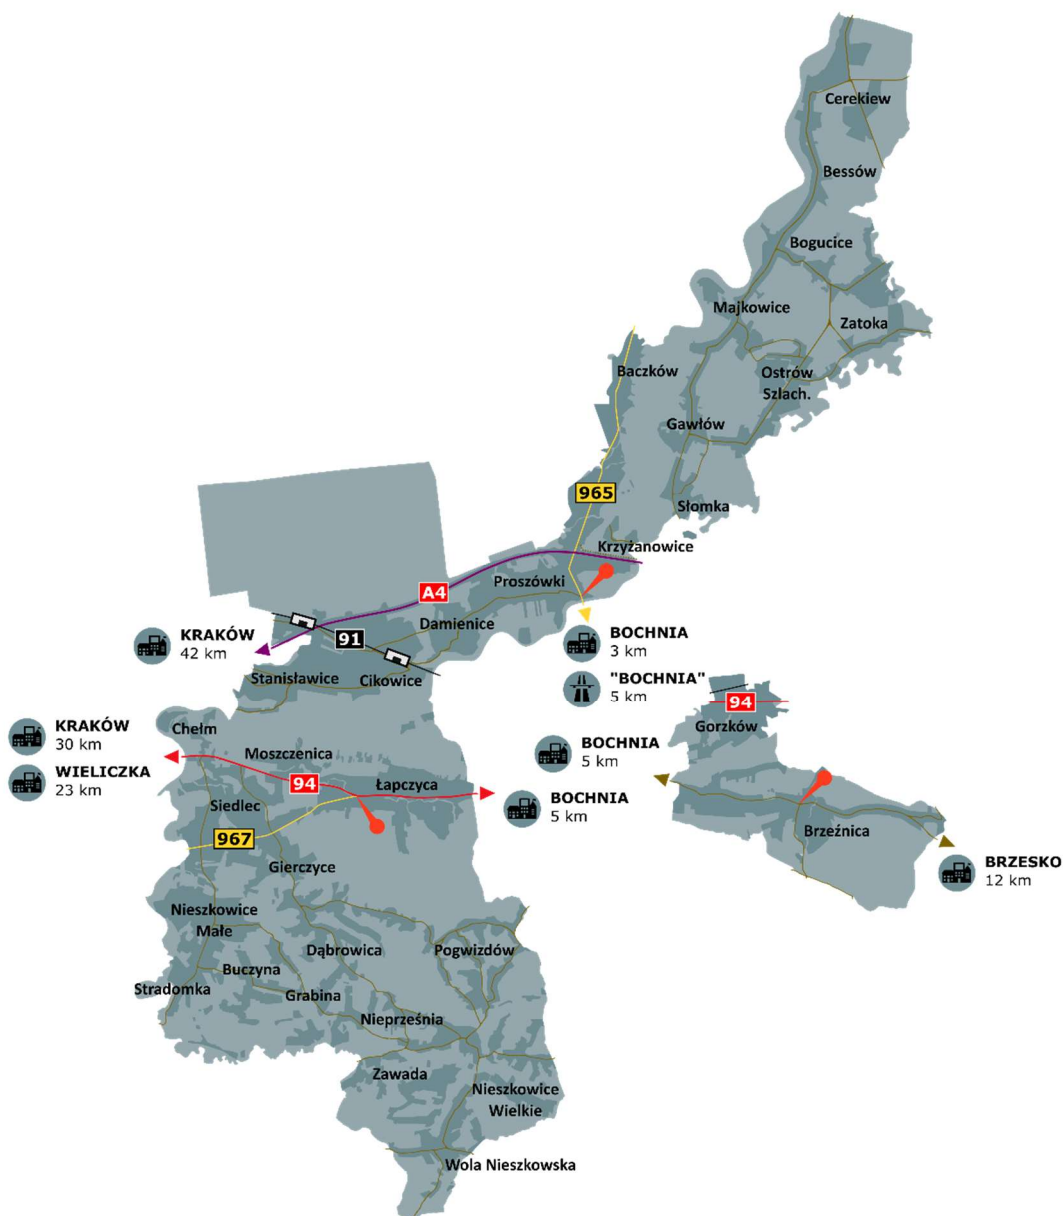 Cerekiew
Bessów
Bogucice
Majkowice
Zatoka
Baczków
Ostrów
Szlach.
Gawłów
965
Słomka
Krzyżanowice
Proszówki
A4
Damienice
KRAKÓW
42 km
91
BOCHNIA
3 km
"BOCHNIA"
5 km
Stanisławice
Cikowice
94
Gorzków
Chełm
KRAKÓW
30 km
WIELICZKA
23 km
Moszczenica
94
Łapczyca
BOCHNIA
5 km
BOCHNIA
5 km
Siedlec
967
Brzeźnica
Gierczyce
BRZESKO
12 km
Nieszkowice
Małe
Dąbrowica
Pogwizdów
Buczyna
Stradomka
Grabina
Nieprześnia
Zawada
Nieszkowice
Wielkie
Wola Nieszkowska